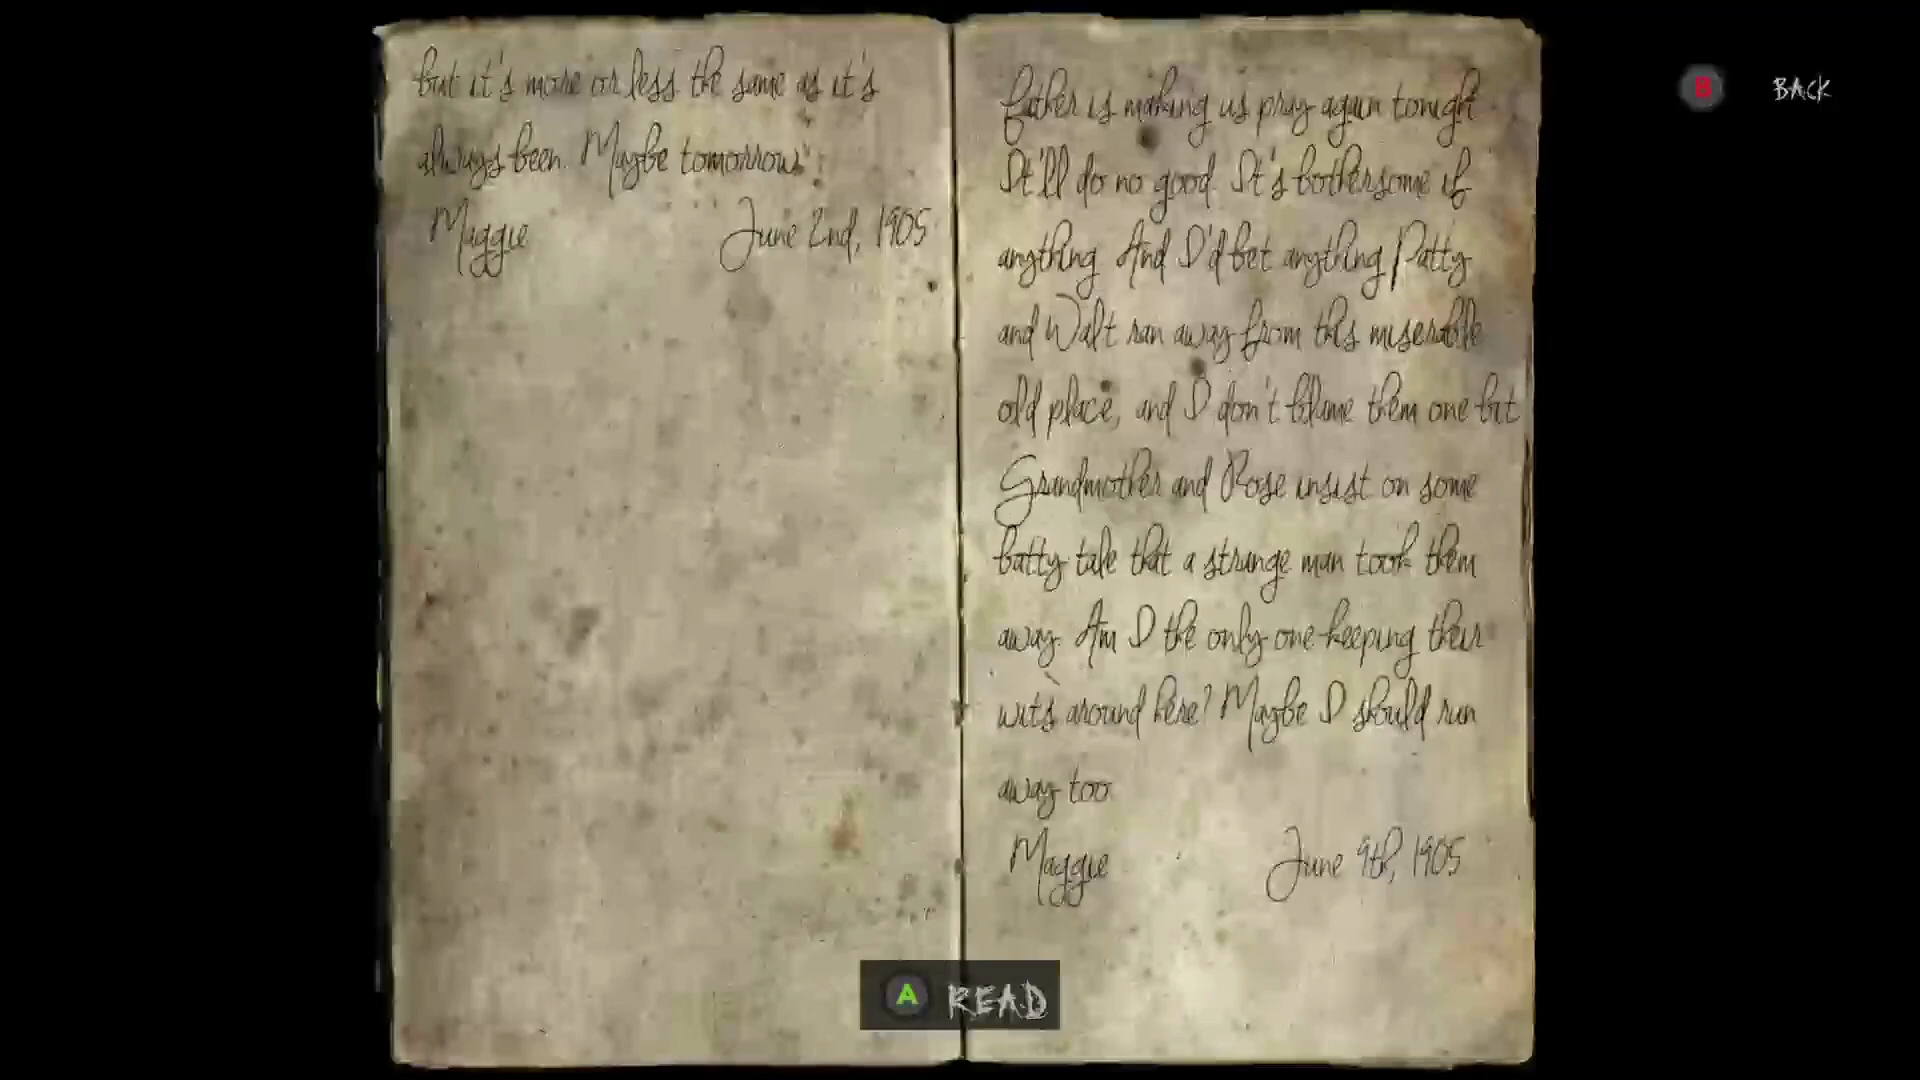 but it's more or less the same as it's
always been. Maybe tomorrow.
Maggie June 2nd, 1905
Father is making us pray again tonight
It'll do no good. It's bothersome if
anything. And I'd bet anything Patty
and Walt ran away from this miserable
old place, and I don't blame them one bit
Grandmother and Rose insist on some
batty tale that a strange man took them
away. Am I the only one keeping their
wits around here? Maybe I should run
away too.
Maggie June 9th, 1905
B BACK
A READ